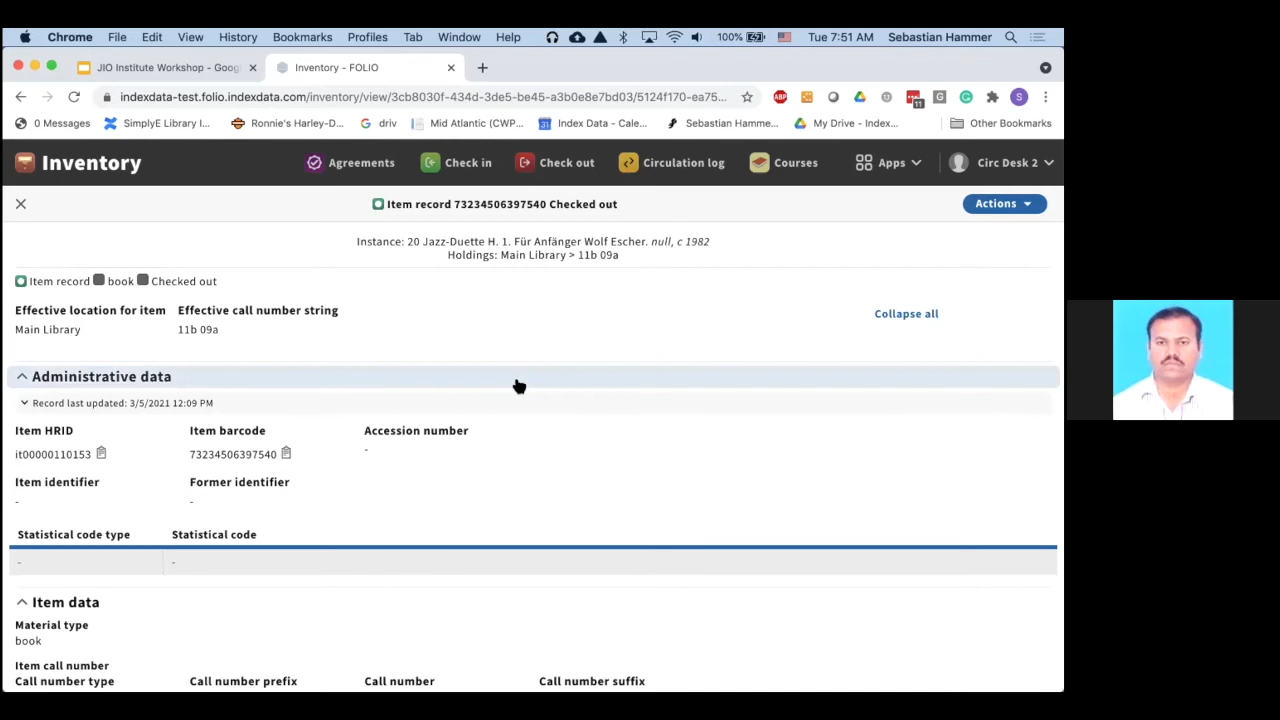 Chrome File Edit View History Bookmarks Profiles Tab Window Help 100% Tue 7:51 AM Sebastian Hammer
JIO Institute Workshop - Goog Inventory - FOLIO
indexdata-test.folio.indexdata.com/inventory/view/3cb8030f-434d-3de5-be45-a3b0e8e7bd03/5124f170-ea75... ABP 11 G S
0 Messages SimplyE Library I... Ronnie's Harley-D... driv Mid Atlantic (CWP... Index Data - Cale... Sebastian Hamme... My Drive - Index... Other Bookmarks
Inventory Agreements Check in Check out Circulation log Courses Apps Circ Desk 2
Item record 73234506397540 Checked out Actions
Instance: 20 Jazz-Duette H. 1. Für Anfänger Wolf Escher. null, c 1982
Holdings: Main Library > 11b 09a
Item record book Checked out
Effective location for item Effective call number string Collapse all
Main Library 11b 09a
Administrative data
Record last updated: 3/5/2021 12:09 PM
Item HRID Item barcode Accession number
it00000110153 73234506397540 -
Item identifier Former identifier
- -
Statistical code type Statistical code
- -
Item data
Material type
book
Item call number
Call number type Call number prefix Call number Call number suffix